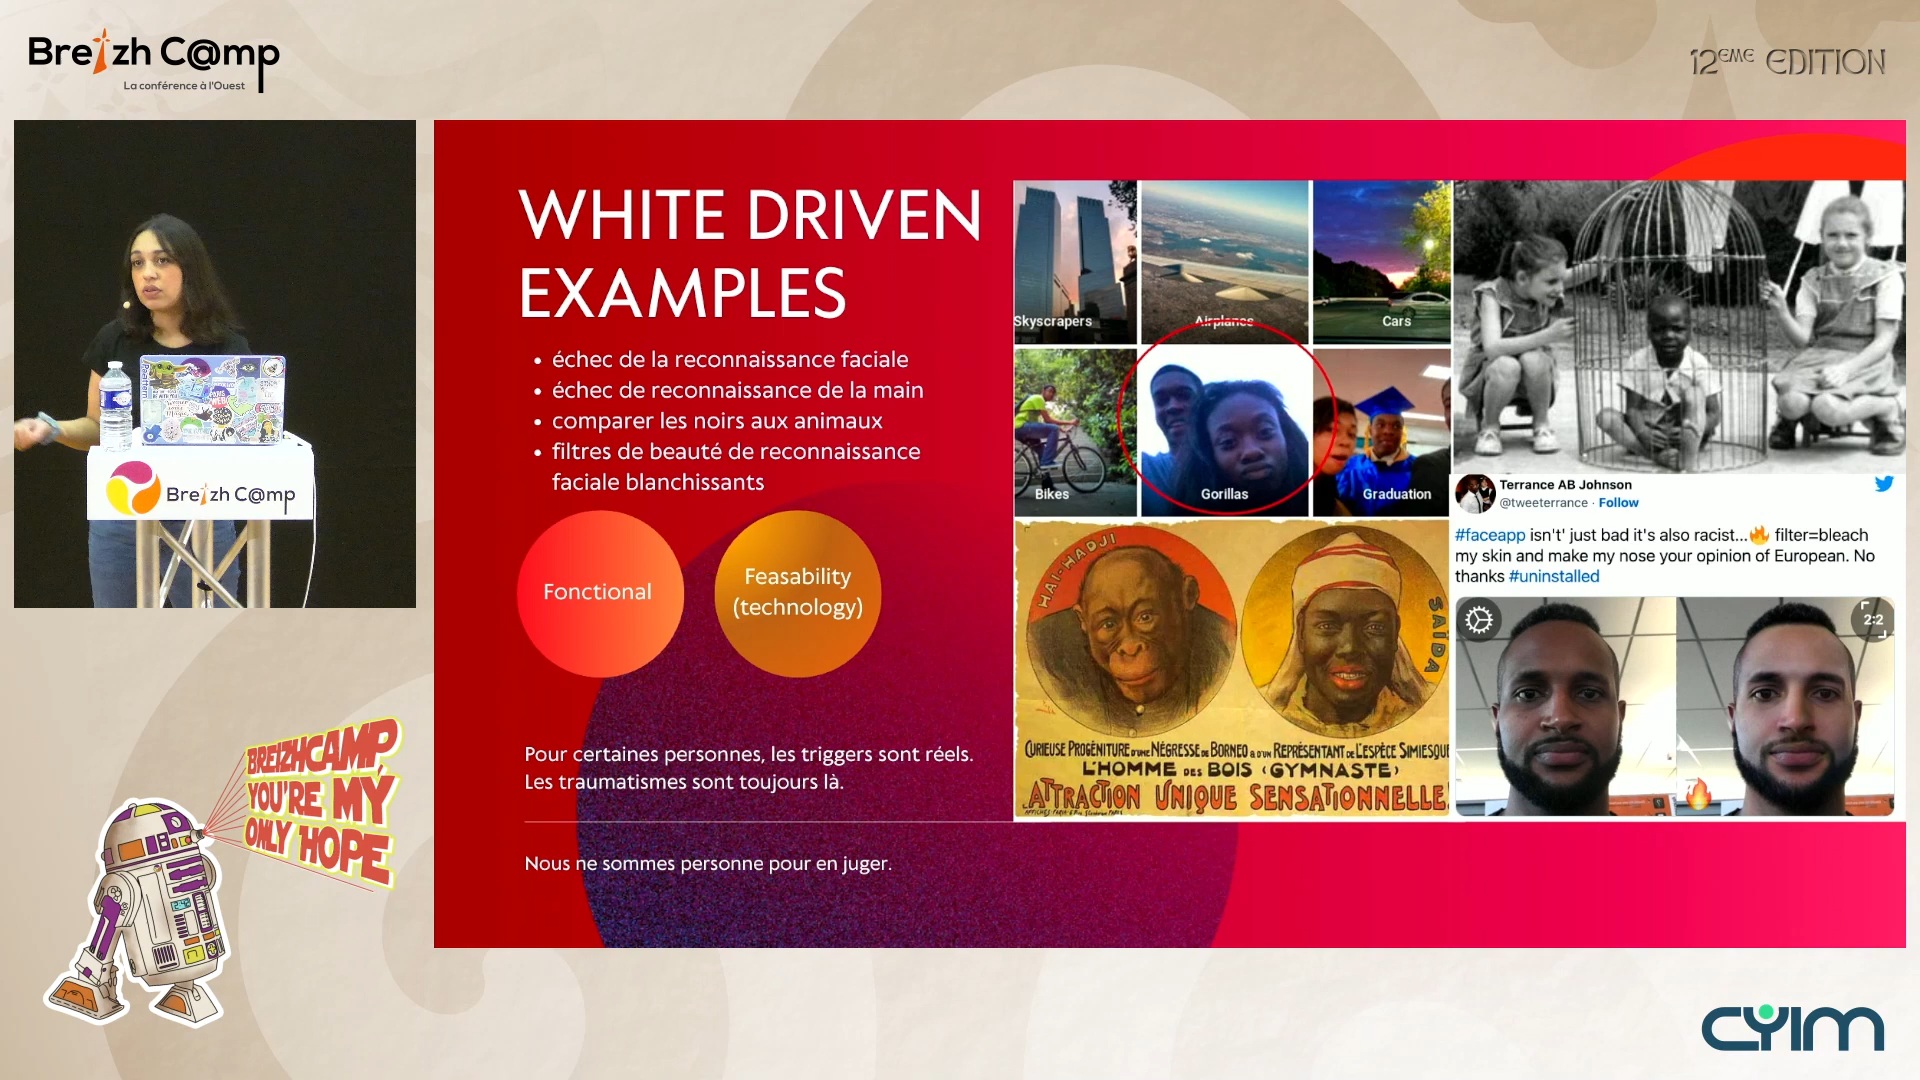 Breizh C@mp
La conférence à l'Ouest
12EME EDITION
Breizh C@mp
BREIZHCAMP,
YOU'RE MY
ONLY HOPE
WHITE DRIVEN
EXAMPLES
• échec de la reconnaissance faciale
• échec de reconnaissance de la main
• comparer les noirs aux animaux
• filtres de beauté de reconnaissance
faciale blanchissants
Fonctional
Feasability
(technology)
Pour certaines personnes, les triggers sont réels.
Les traumatismes sont toujours là.
Nous ne sommes personne pour en juger.
Skyscrapers
Airplanes
Cars
Bikes
Gorillas
Graduation
HAI-HADJI
SAÏDA
CURIEUSE PROGÉNITURE D'UNE NÉGRESSE DE BORNEO & D'UN REPRÉSENTANT DE L'ESPÈCE SIMIESQUE
L'HOMME DES BOIS (GYMNASTE)
ATTRACTION UNIQUE SENSATIONNELLE
Terrance AB Johnson
@tweeterrance · Follow
#faceapp isn't' just bad it's also racist...🔥 filter=bleach
my skin and make my nose your opinion of European. No
thanks #uninstalled
2:2
CYIM